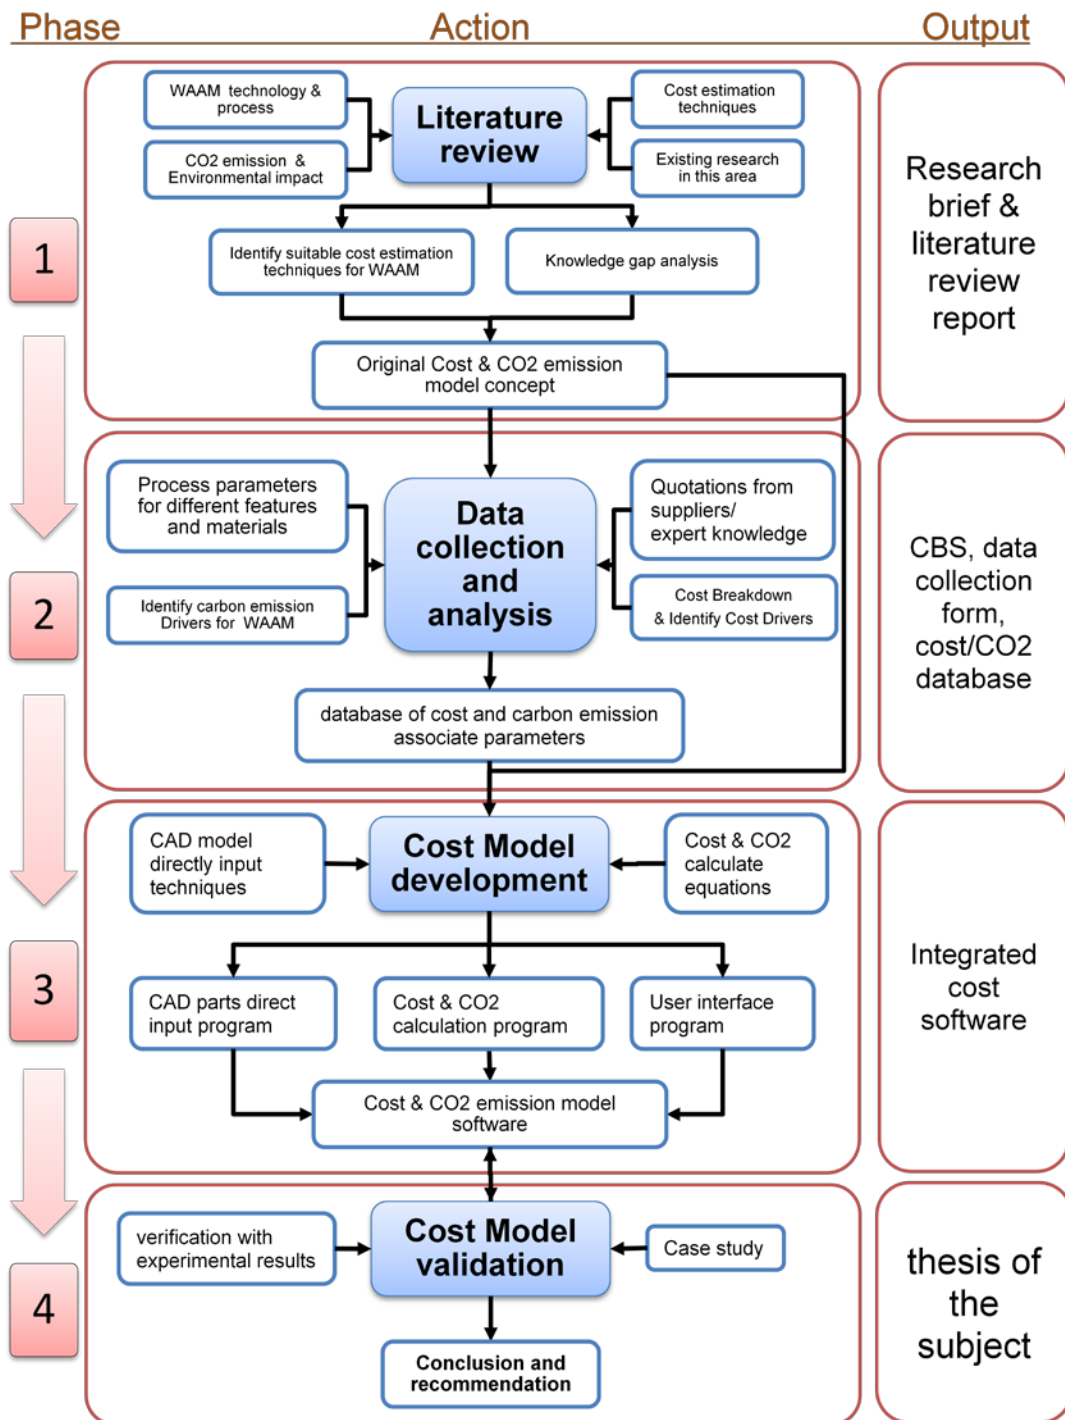 Phase
Action
Output
1
WAAM technology &
process
CO2 emission &
Environmental impact
Literature
review
Cost estimation
techniques
Existing research
in this area
Identify suitable cost estimation
techniques for WAAM
Knowledge gap analysis
Original Cost & CO2 emission
model concept
Research
brief &
literature
review
report
2
Process parameters
for different features
and materials
Identify carbon emission
Drivers for WAAM
Data
collection
and
analysis
Quotations from
suppliers/
expert knowledge
Cost Breakdown
& Identify Cost Drivers
database of cost and carbon emission
associate parameters
CBS, data
collection
form,
cost/CO2
database
3
CAD model
directly input
techniques
Cost Model
development
Cost & CO2
calculate
equations
CAD parts direct
input program
Cost & CO2
calculation program
User interface
program
Cost & CO2 emission model
software
Integrated
cost
software
4
verification with
experimental results
Cost Model
validation
Case study
Conclusion and
recommendation
thesis of
the
subject